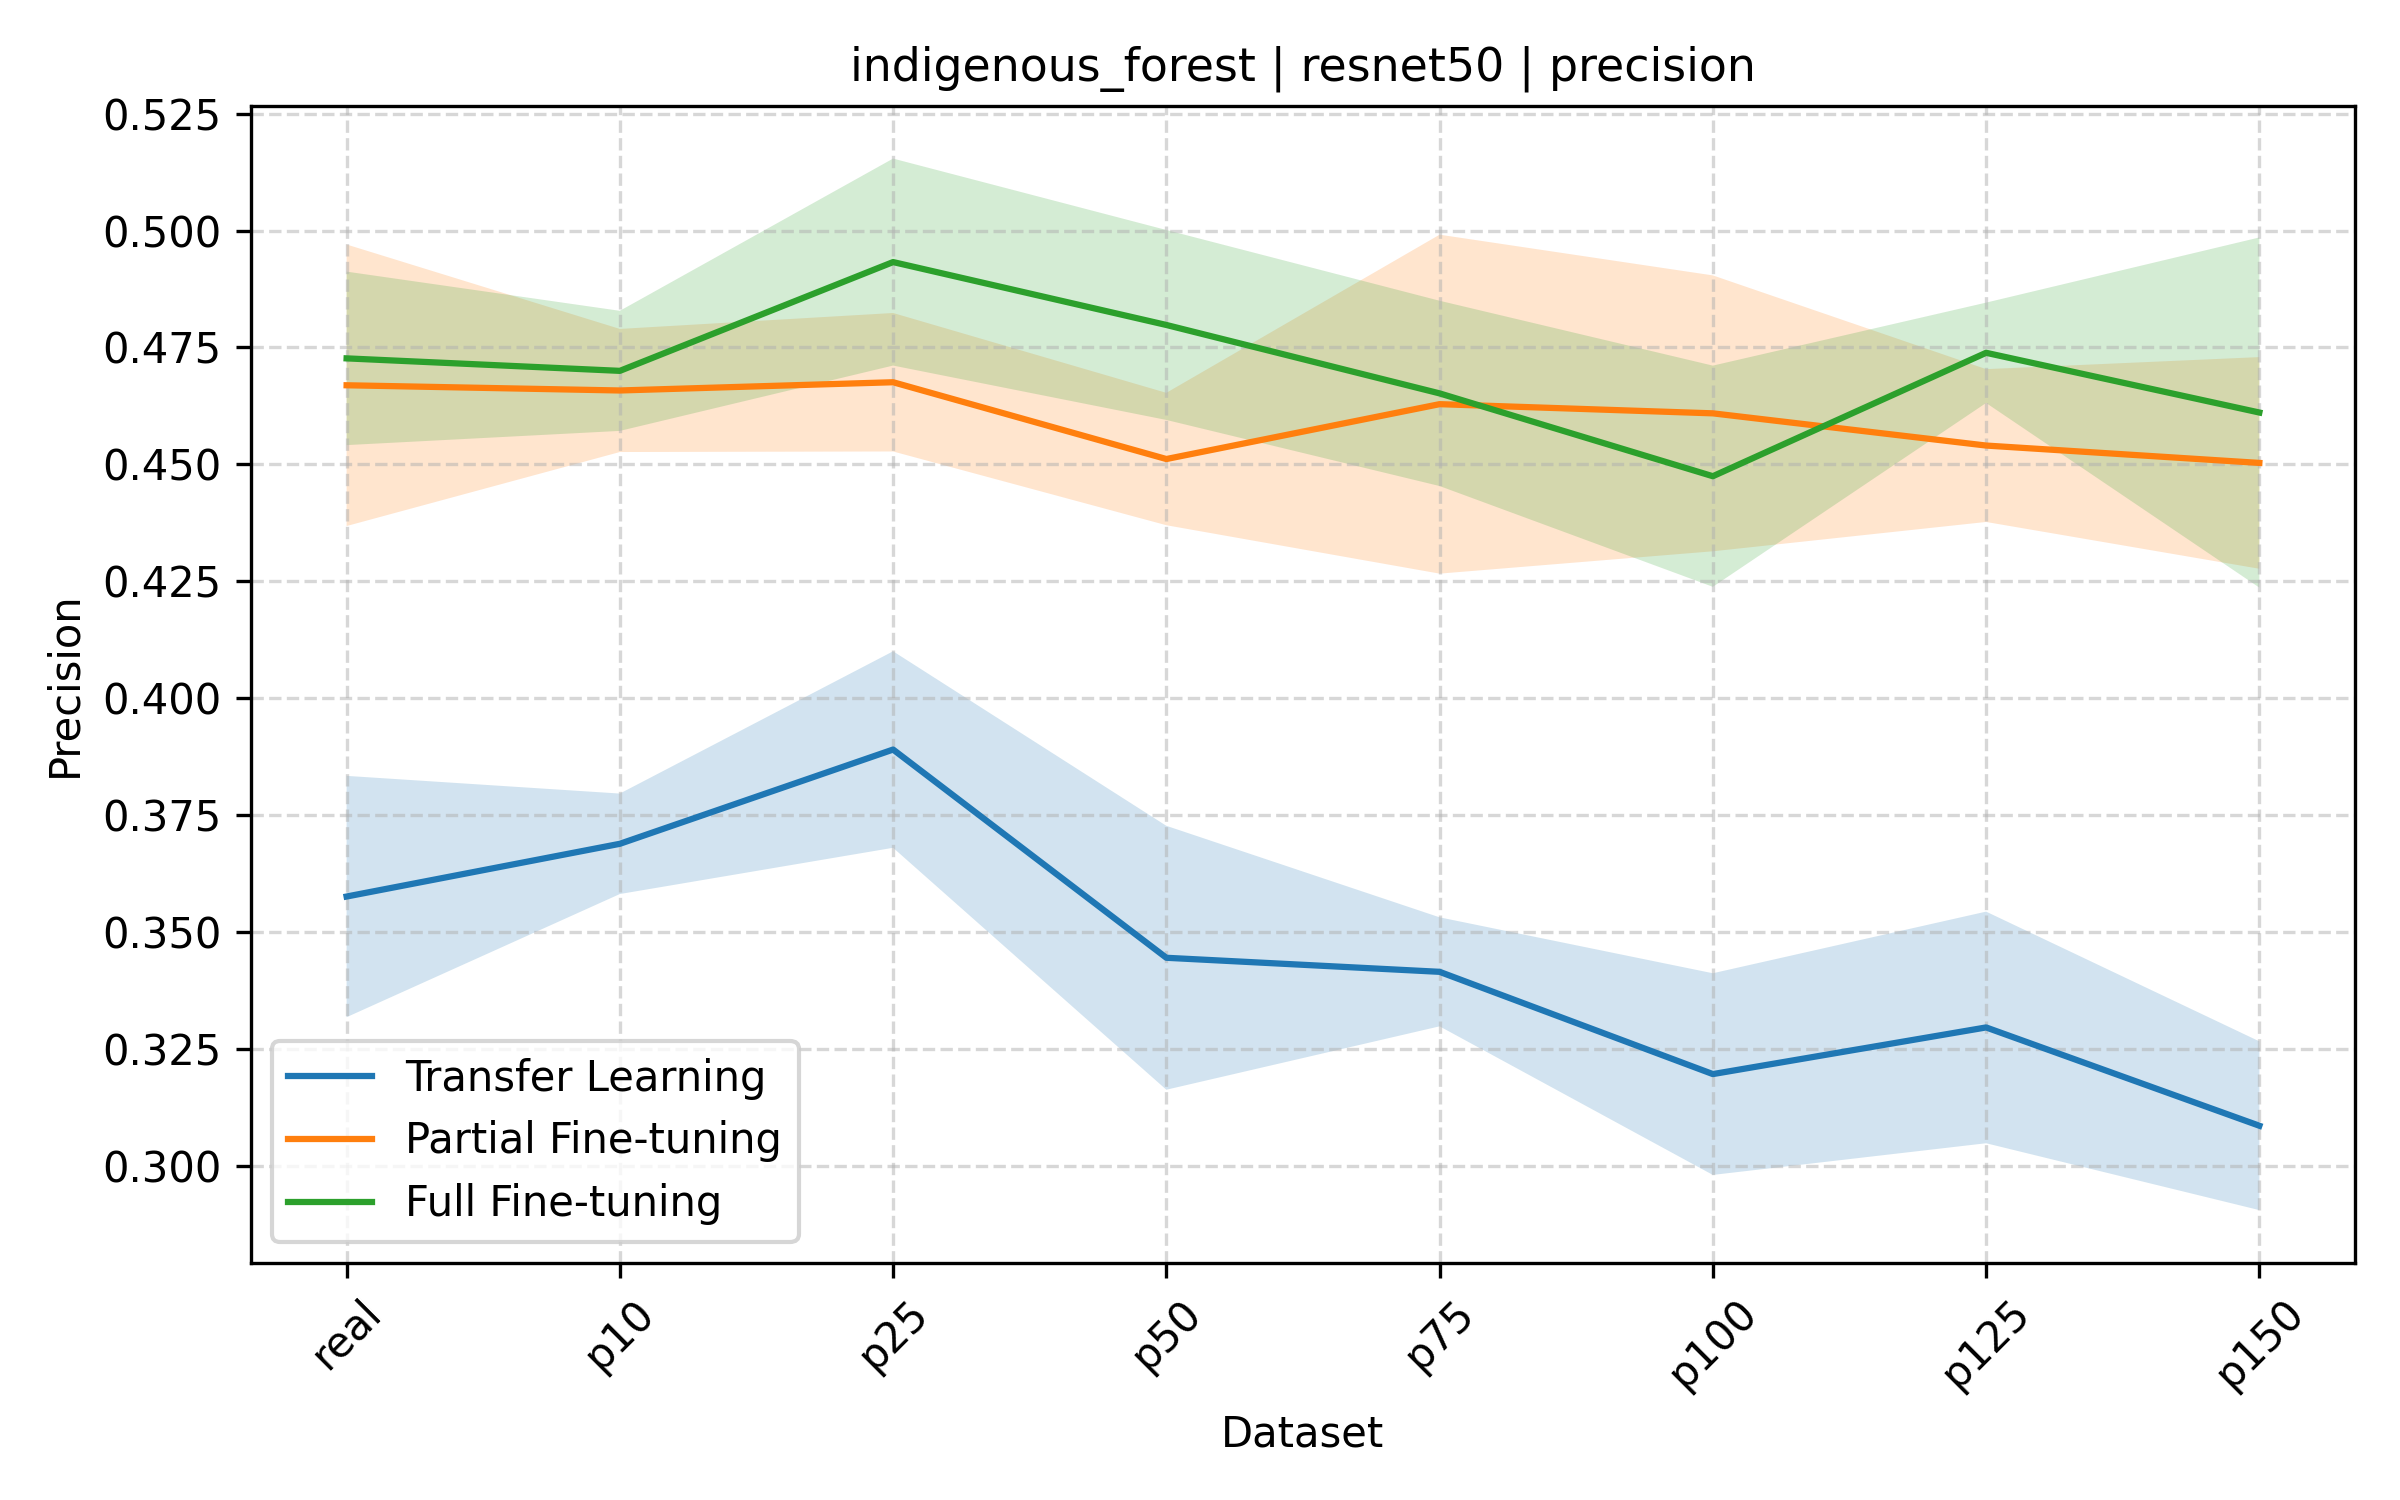 indigenous_forest | resnet50 | precision
Precision
0.525
0.500
0.475
0.450
0.425
0.400
0.375
0.350
0.325
0.300
Transfer Learning
Partial Fine-tuning
Full Fine-tuning
real
p10
p25
p50
p75
p100
p125
p150
Dataset